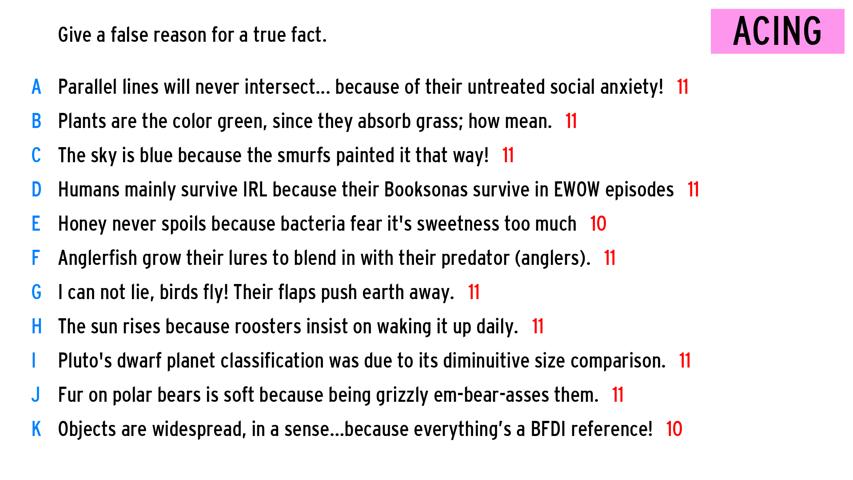 Give a false reason for a true fact.
ACING
A Parallel lines will never intersect... because of their untreated social anxiety! 11
B Plants are the color green, since they absorb grass; how mean. 11
C The sky is blue because the smurfs painted it that way! 11
D Humans mainly survive IRL because their Booksonas survive in EWOW episodes 11
E Honey never spoils because bacteria fear it's sweetness too much 10
F Anglerfish grow their lures to blend in with their predator (anglers). 11
G I can not lie, birds fly! Their flaps push earth away. 11
H The sun rises because roosters insist on waking it up daily. 11
I Pluto's dwarf planet classification was due to its diminuitive size comparison. 11
J Fur on polar bears is soft because being grizzly em-bear-asses them. 11
K Objects are widespread, in a sense...because everything's a BFDI reference! 10